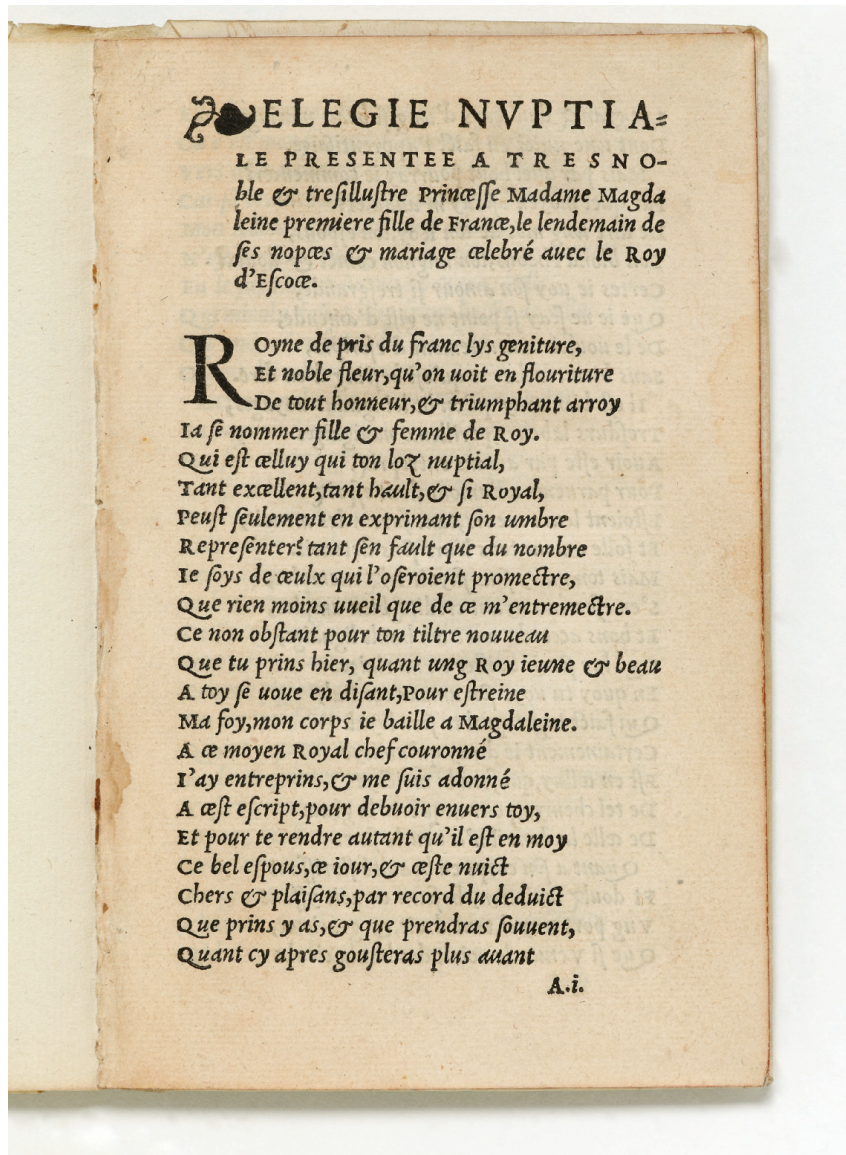 ELEGIE NVPTIA=
LE PRESENTEE A TRESNO-
ble & tresillustre Princesse Madame Magda
leine premiere fille de France,le lendemain de
ses nopces & mariage celebré auec le Roy
d'Escoce.
ROyne de pris du franc lys geniture,
Et noble fleur,qu'on uoit en flouriture
De tout honneur,& triumphant arroy
Ia se nommer fille & femme de Roy.
Qui est celluy qui ton loz nuptial,
Tant excellent,tant hault,& si Royal,
Peust seulement en exprimant son umbre
Representer? tant sen fault que du nombre
Ie soys de ceulx qui l'oseroient promectre,
Que rien moins uueil que de ce m'entremectre.
Ce non obstant pour ton tiltre nouueau
Que tu prins hier, quant ung Roy ieune & beau
A toy se uoue en disant,Pour estreine
Ma foy,mon corps ie baille a Magdaleine.
A ce moyen Royal chef couronné
I'ay entreprins,& me suis adonné
A cest escript,pour debuoir enuers toy,
Et pour te rendre autant qu'il est en moy
Ce bel espous,ce iour,& ceste nuict
Chers & plaisans,par record du deduict
Que prins y as,& que prendras souuent,
Quant cy apres gousteras plus auant
A.i.